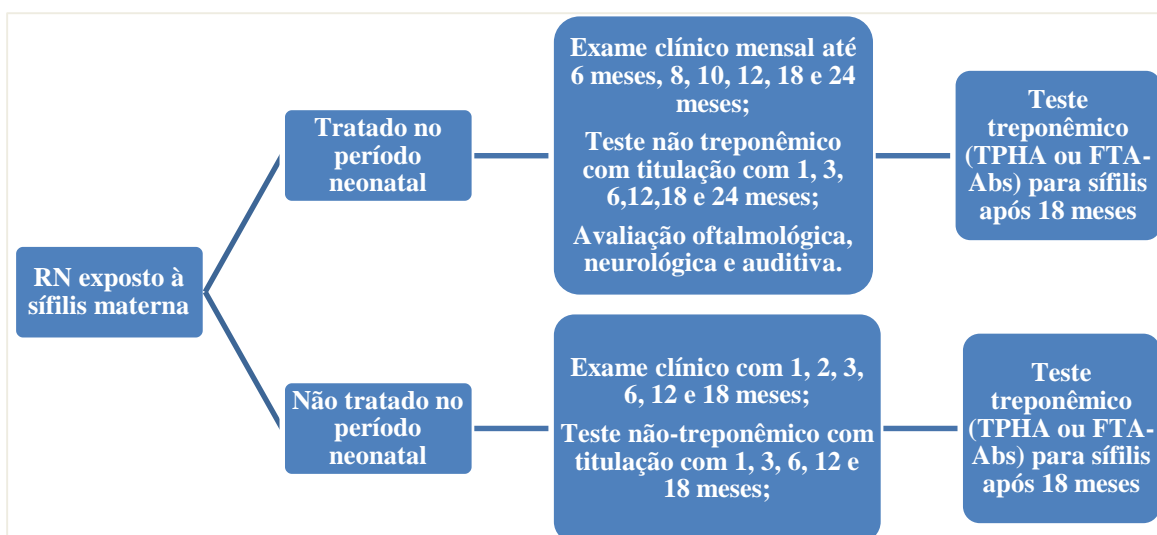 RN exposto à
sífilis materna
Tratado no
período
neonatal
Exame clínico mensal até
6 meses, 8, 10, 12, 18 e 24
meses;
Teste não treponêmico
com titulação com 1, 3,
6,12,18 e 24 meses;
Avaliação oftalmológica,
neurológica e auditiva.
Teste
treponêmico
(TPHA ou FTA-
Abs) para sífilis
após 18 meses
Não tratado no
período
neonatal
Exame clínico com 1, 2, 3,
6, 12 e 18 meses;
Teste não-treponêmico com
titulação com 1, 3, 6, 12 e
18 meses;
Teste
treponêmico
(TPHA ou FTA-
Abs) para sífilis
após 18 meses